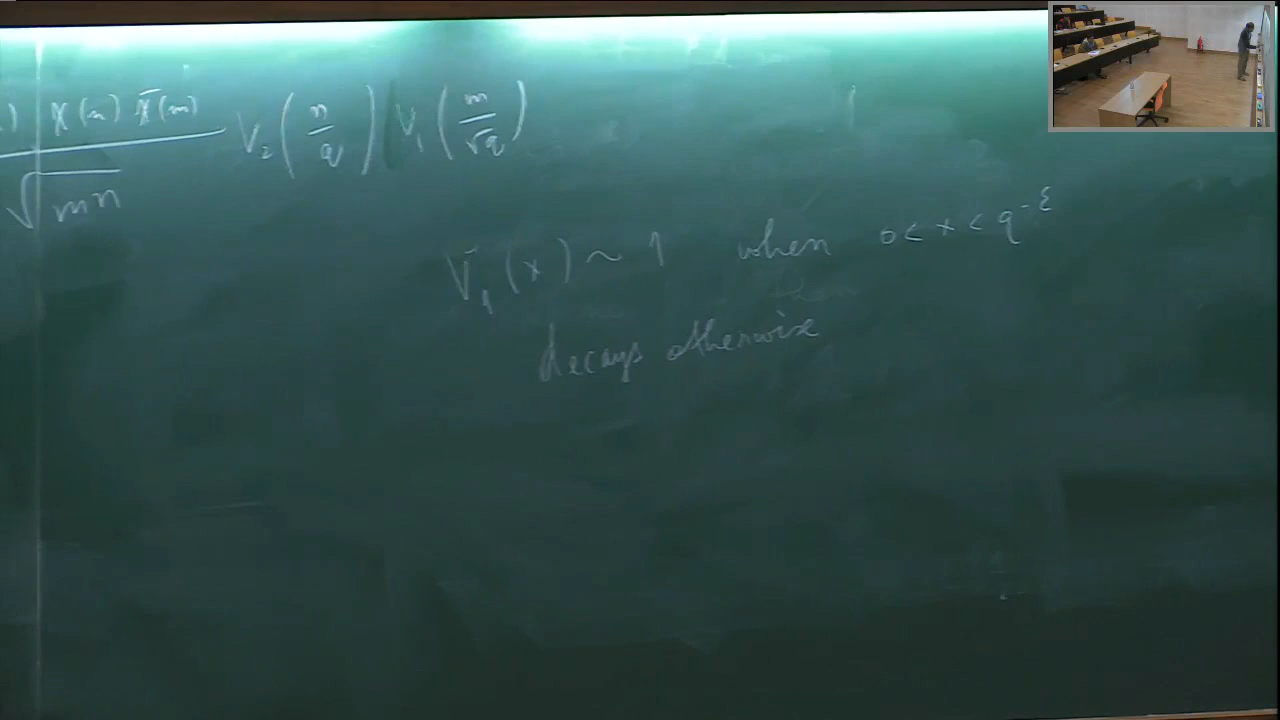 ) χ(n) χ̄(m) / √mn V₂(n/q) V₁(m/√q)
V₁(x) ~ 1 when 0 < x < q^-ε
decays otherwise